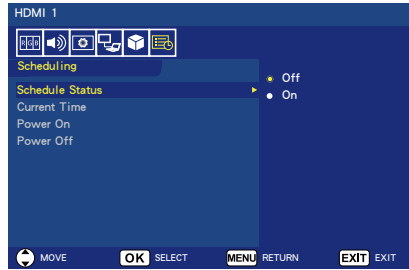 HDMI 1
RGB
Scheduling
Schedule Status
Current Time
Power On
Power Off
Off
On
MOVE OK SELECT MENU RETURN EXIT EXIT